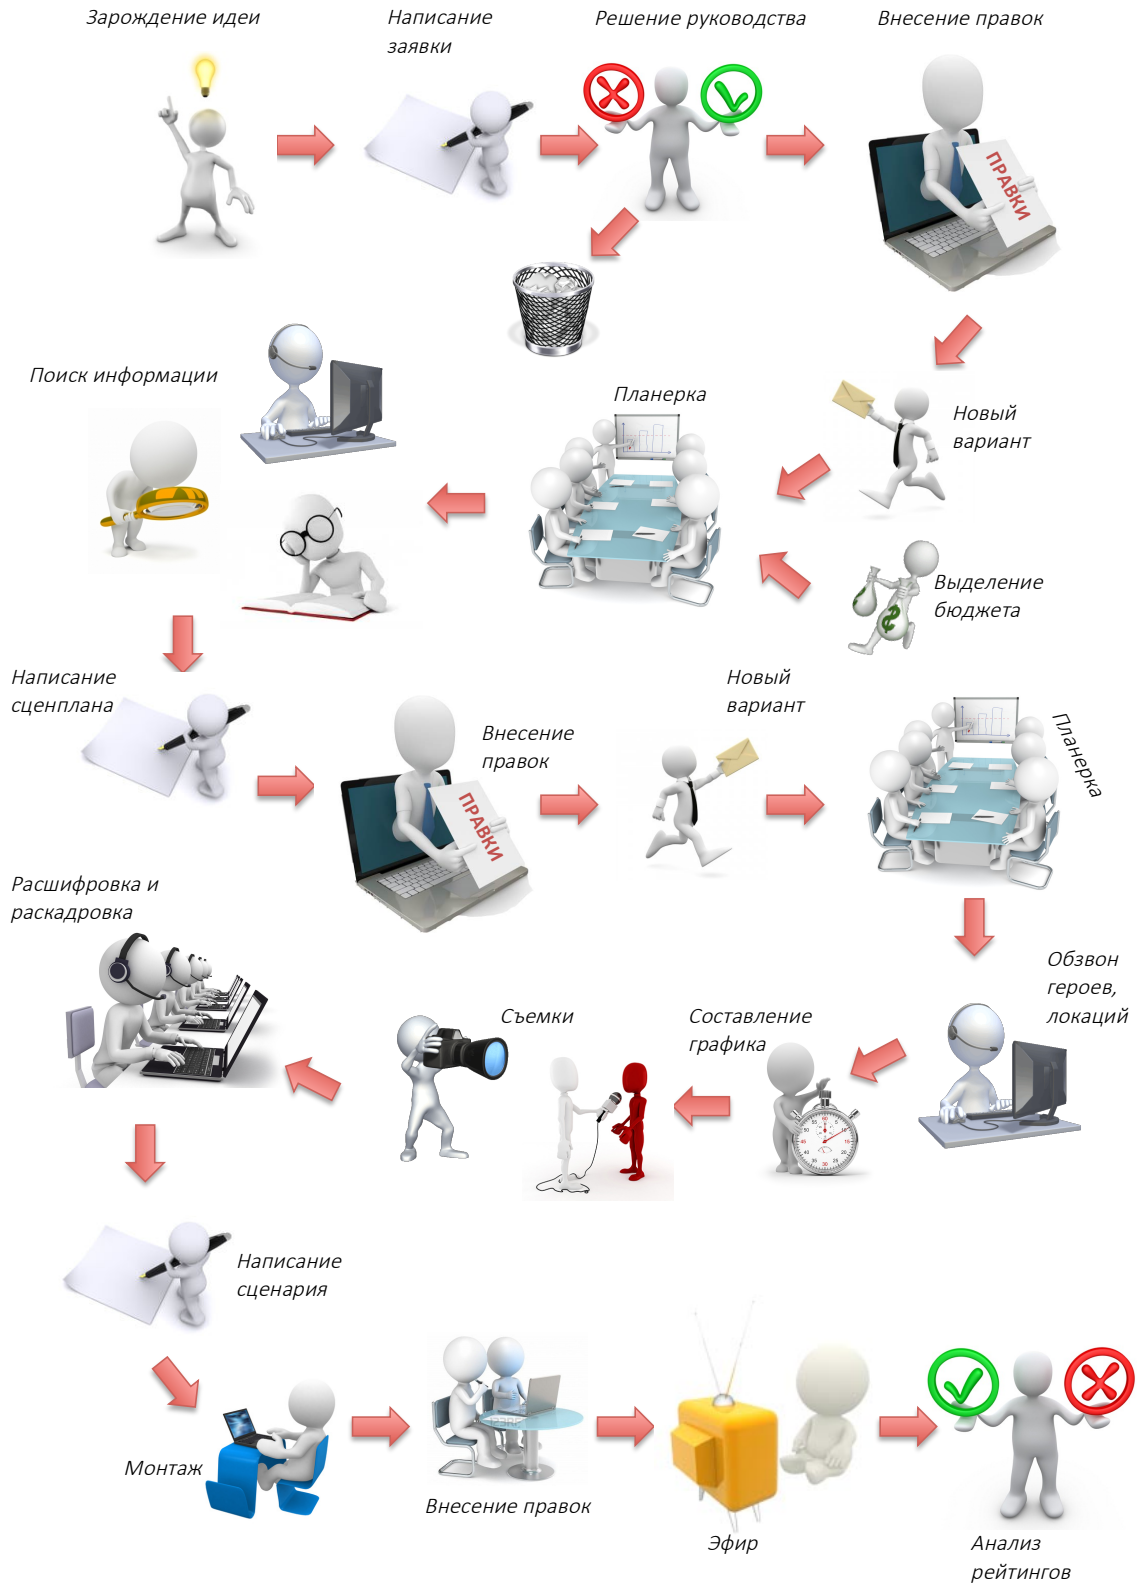 Зарождение идеи
Написание
заявки
Решение руководства
Внесение правок
ПРАВКИ
Поиск информации
Планерка
Новый
вариант
$
Выделение
бюджета
Написание
сценплана
Внесение
правок
ПРАВКИ
Новый
вариант
Планерка
Расшифровка и
раскадровка
Съемки
Составление
графика
Обзвон
героев,
локаций
Написание
сценария
Монтаж
Внесение правок
Эфир
Анализ
рейтингов